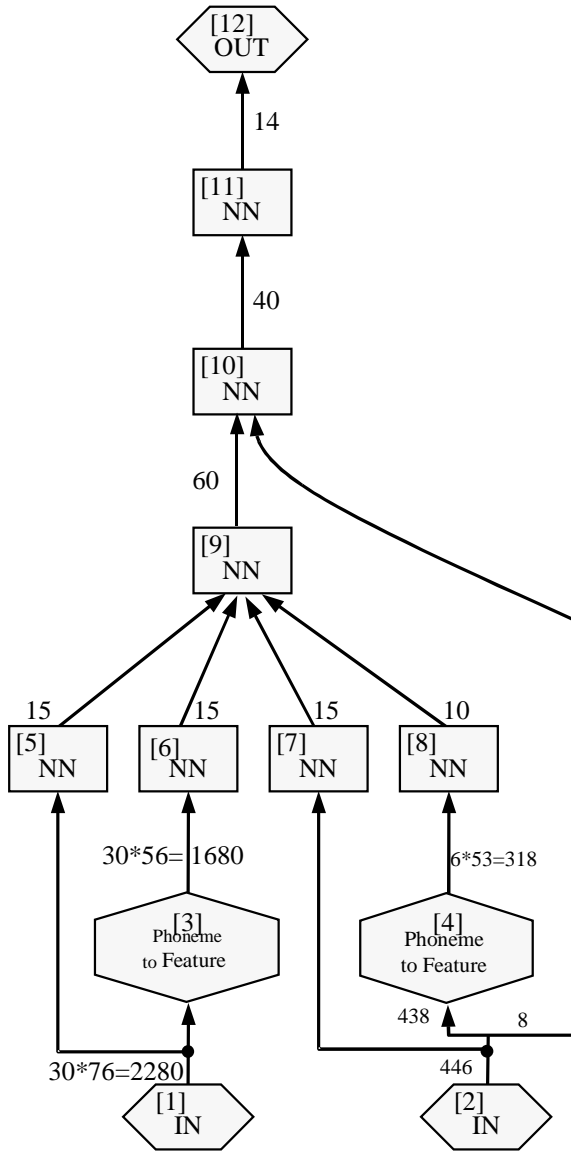 [12]
OUT
14
[11]
NN
40
[10]
NN
60
[9]
NN
15
15
15
10
[5]
NN
[6]
NN
[7]
NN
[8]
NN
30*56= 1680
6*53=318
[3]
Phoneme
to Feature
[4]
Phoneme
to Feature
438
8
30*76=2280
446
[1]
IN
[2]
IN